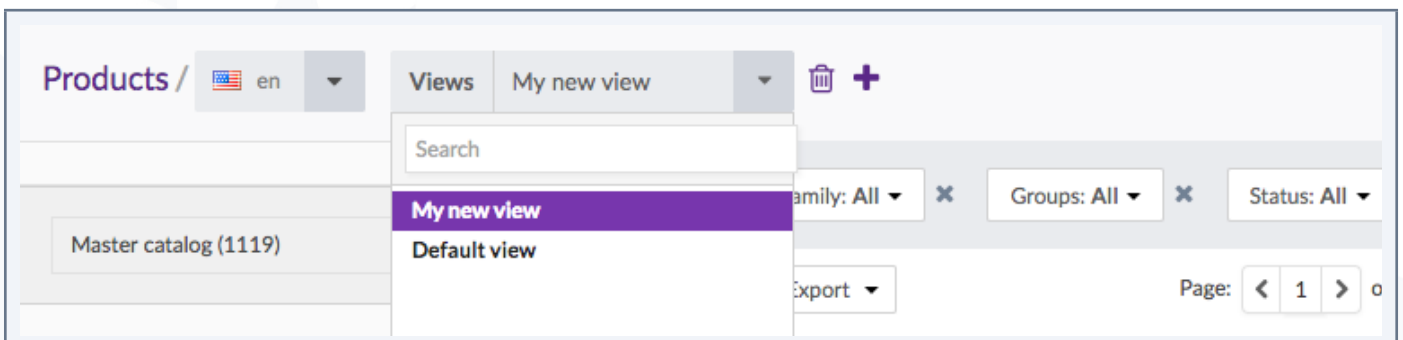 Products / en Views My new view
Search
amily: All Groups: All Status: All
My new view
Master catalog (1119)
Default view
xport Page: 1